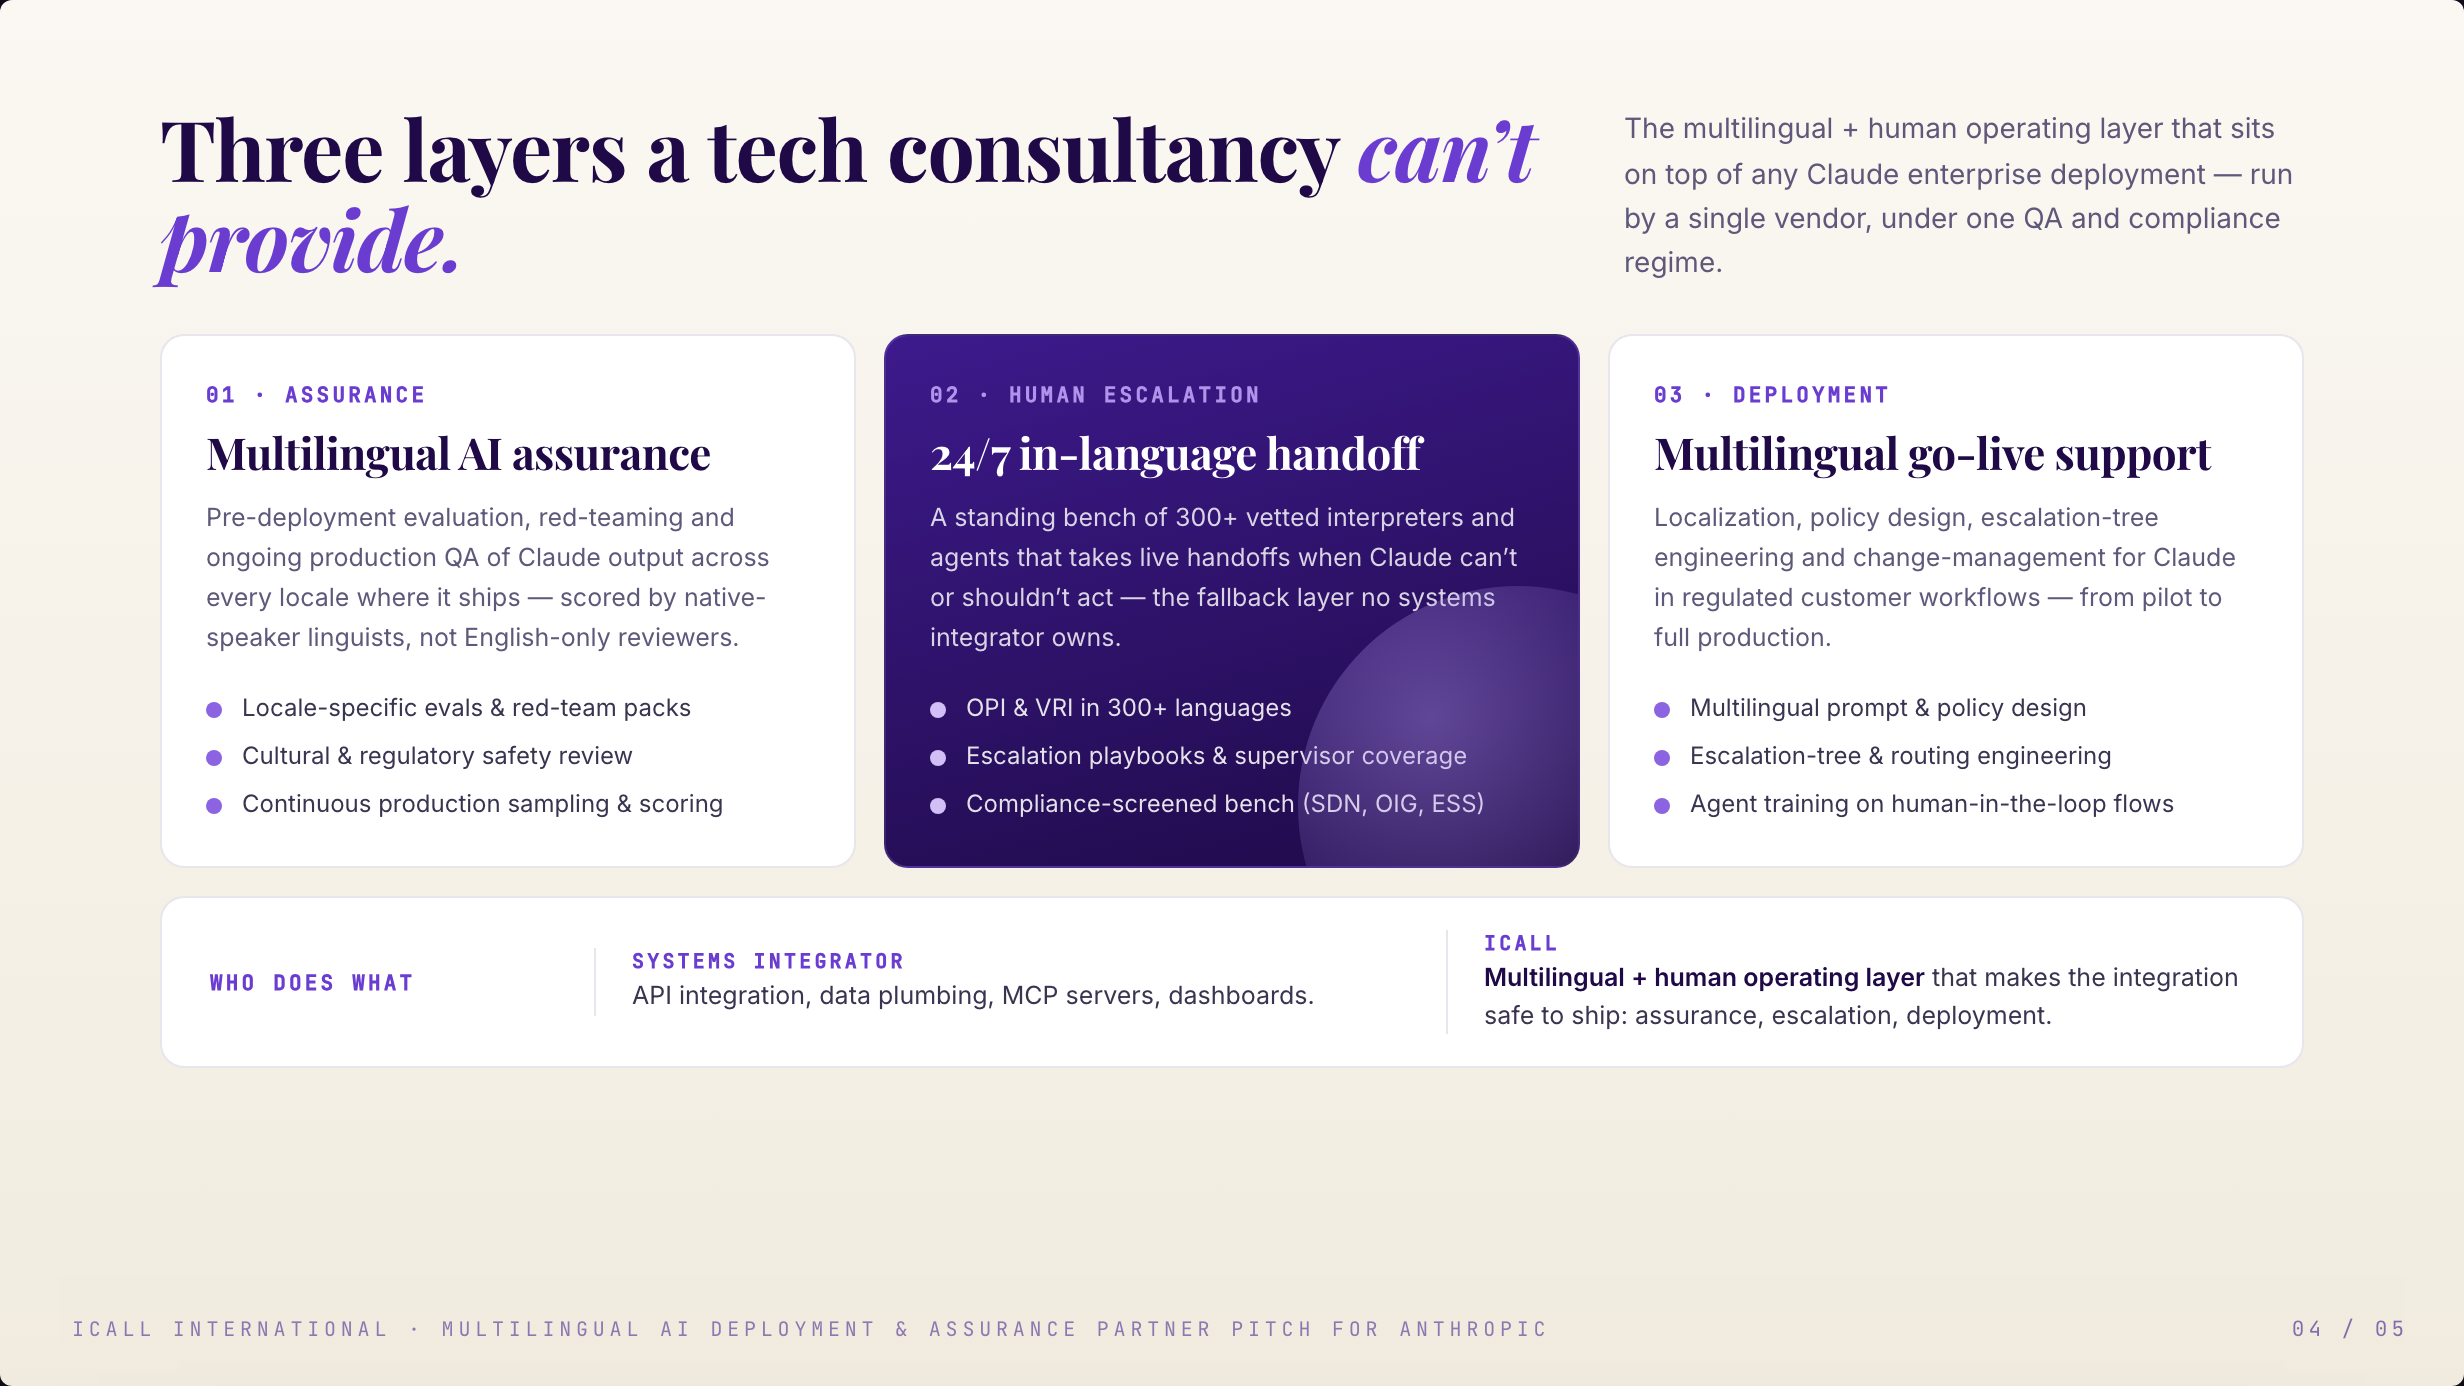 Three layers a tech consultancy can’t
provide.
The multilingual + human operating layer that sits
on top of any Claude enterprise deployment — run
by a single vendor, under one QA and compliance
regime.
01 · ASSURANCE
Multilingual AI assurance
Pre-deployment evaluation, red-teaming and
ongoing production QA of Claude output across
every locale where it ships — scored by native-
speaker linguists, not English-only reviewers.
Locale-specific evals & red-team packs
Cultural & regulatory safety review
Continuous production sampling & scoring
02 · HUMAN ESCALATION
24/7 in-language handoff
A standing bench of 300+ vetted interpreters and
agents that takes live handoffs when Claude can’t
or shouldn’t act — the fallback layer no systems
integrator owns.
OPI & VRI in 300+ languages
Escalation playbooks & supervisor coverage
Compliance-screened bench (SDN, OIG, ESS)
03 · DEPLOYMENT
Multilingual go-live support
Localization, policy design, escalation-tree
engineering and change-management for Claude
in regulated customer workflows — from pilot to
full production.
Multilingual prompt & policy design
Escalation-tree & routing engineering
Agent training on human-in-the-loop flows
WHO DOES WHAT
SYSTEMS INTEGRATOR
API integration, data plumbing, MCP servers, dashboards.
ICALL
Multilingual + human operating layer that makes the integration
safe to ship: assurance, escalation, deployment.
ICALL INTERNATIONAL · MULTILINGUAL AI DEPLOYMENT & ASSURANCE PARTNER PITCH FOR ANTHROPIC
04 / 05